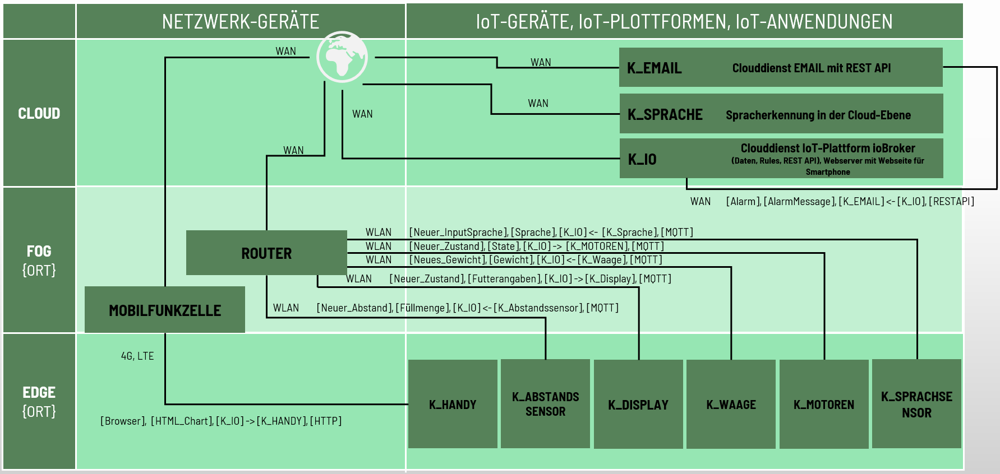 NETZWERK-GERÄTE
IoT-GERÄTE, IoT-PLOTTFORMEN, IoT-ANWENDUNGEN
CLOUD
WAN
WAN
K_EMAIL Clouddienst EMAIL mit REST API
WAN
WAN
K_SPRACHE Spracherkennung in der Cloud-Ebene
WAN
K_IO Clouddienst IoT-Plattform ioBroker
(Daten, Rules, REST API), Webserver mit Webseite für
Smartphone
WAN [Alarm], [AlarmMessage], [K_EMAIL] <- [K_IO], [RESTAPI]
FOG
{ORT}
ROUTER
WLAN [Neuer_InputSprache], [Sprache], [K_IO] <- [K_Sprache], [MQTT]
WLAN [Neuer_Zustand], [State], [K_IO] -> [K_MOTOREN], [MQTT]
WLAN [Neues_Gewicht], [Gewicht], [K_IO] <- [K_Waage], [MQTT]
WLAN [Neuer_Zustand], [Futterangaben], [K_IO] -> [K_Display], [MQTT]
WLAN [Neuer_Abstand], [Füllmenge], [K_IO] <- [K_Abstandssensor], [MQTT]
MOBILFUNKZELLE
EDGE
{ORT}
4G, LTE
[Browser], [HTML_Chart], [K_IO] -> [K_HANDY], [HTTP]
K_HANDY
K_ABSTANDS
SENSOR
K_DISPLAY
K_WAAGE
K_MOTOREN
K_SPRACHSE
NSOR